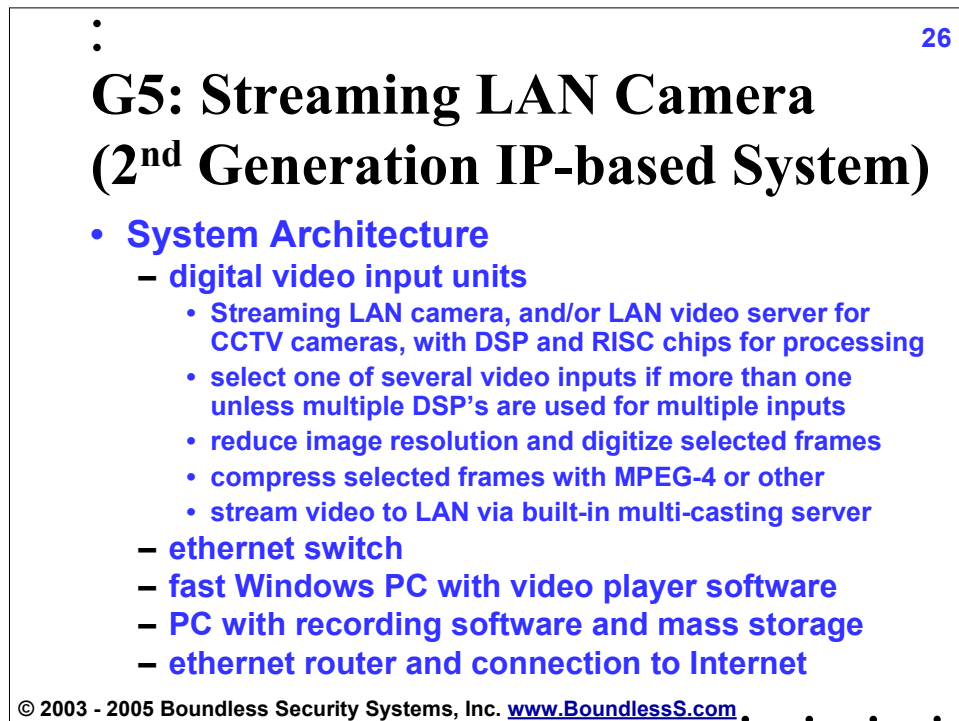 26
G5: Streaming LAN Camera
(2nd Generation IP-based System)
• System Architecture
– digital video input units
• Streaming LAN camera, and/or LAN video server for
CCTV cameras, with DSP and RISC chips for processing
• select one of several video inputs if more than one
unless multiple DSP's are used for multiple inputs
• reduce image resolution and digitize selected frames
• compress selected frames with MPEG-4 or other
• stream video to LAN via built-in multi-casting server
– ethernet switch
– fast Windows PC with video player software
– PC with recording software and mass storage
– ethernet router and connection to Internet
© 2003 - 2005 Boundless Security Systems, Inc. www.BoundlessS.com